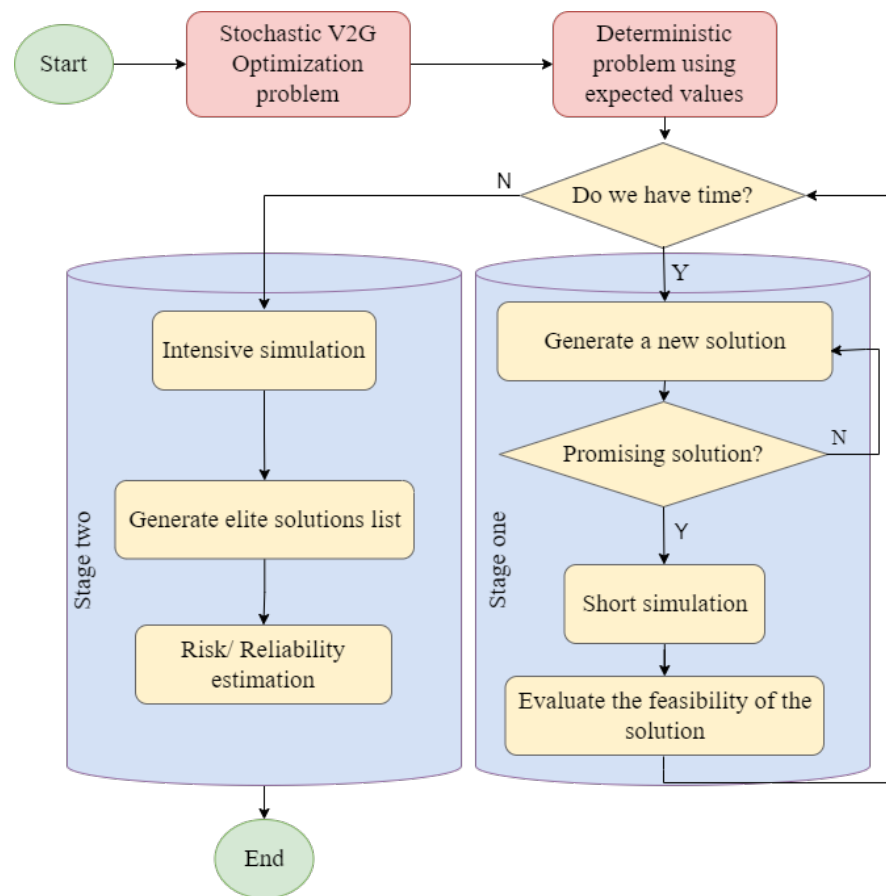 Start
Stochastic V2G
Optimization
problem
Deterministic
problem using
expected values
Do we have time?
N
Y
Stage one
Generate a new solution
Promising solution?
N
Y
Short simulation
Evaluate the feasibility of the
solution
Stage two
Intensive simulation
Generate elite solutions list
Risk/ Reliability
estimation
End